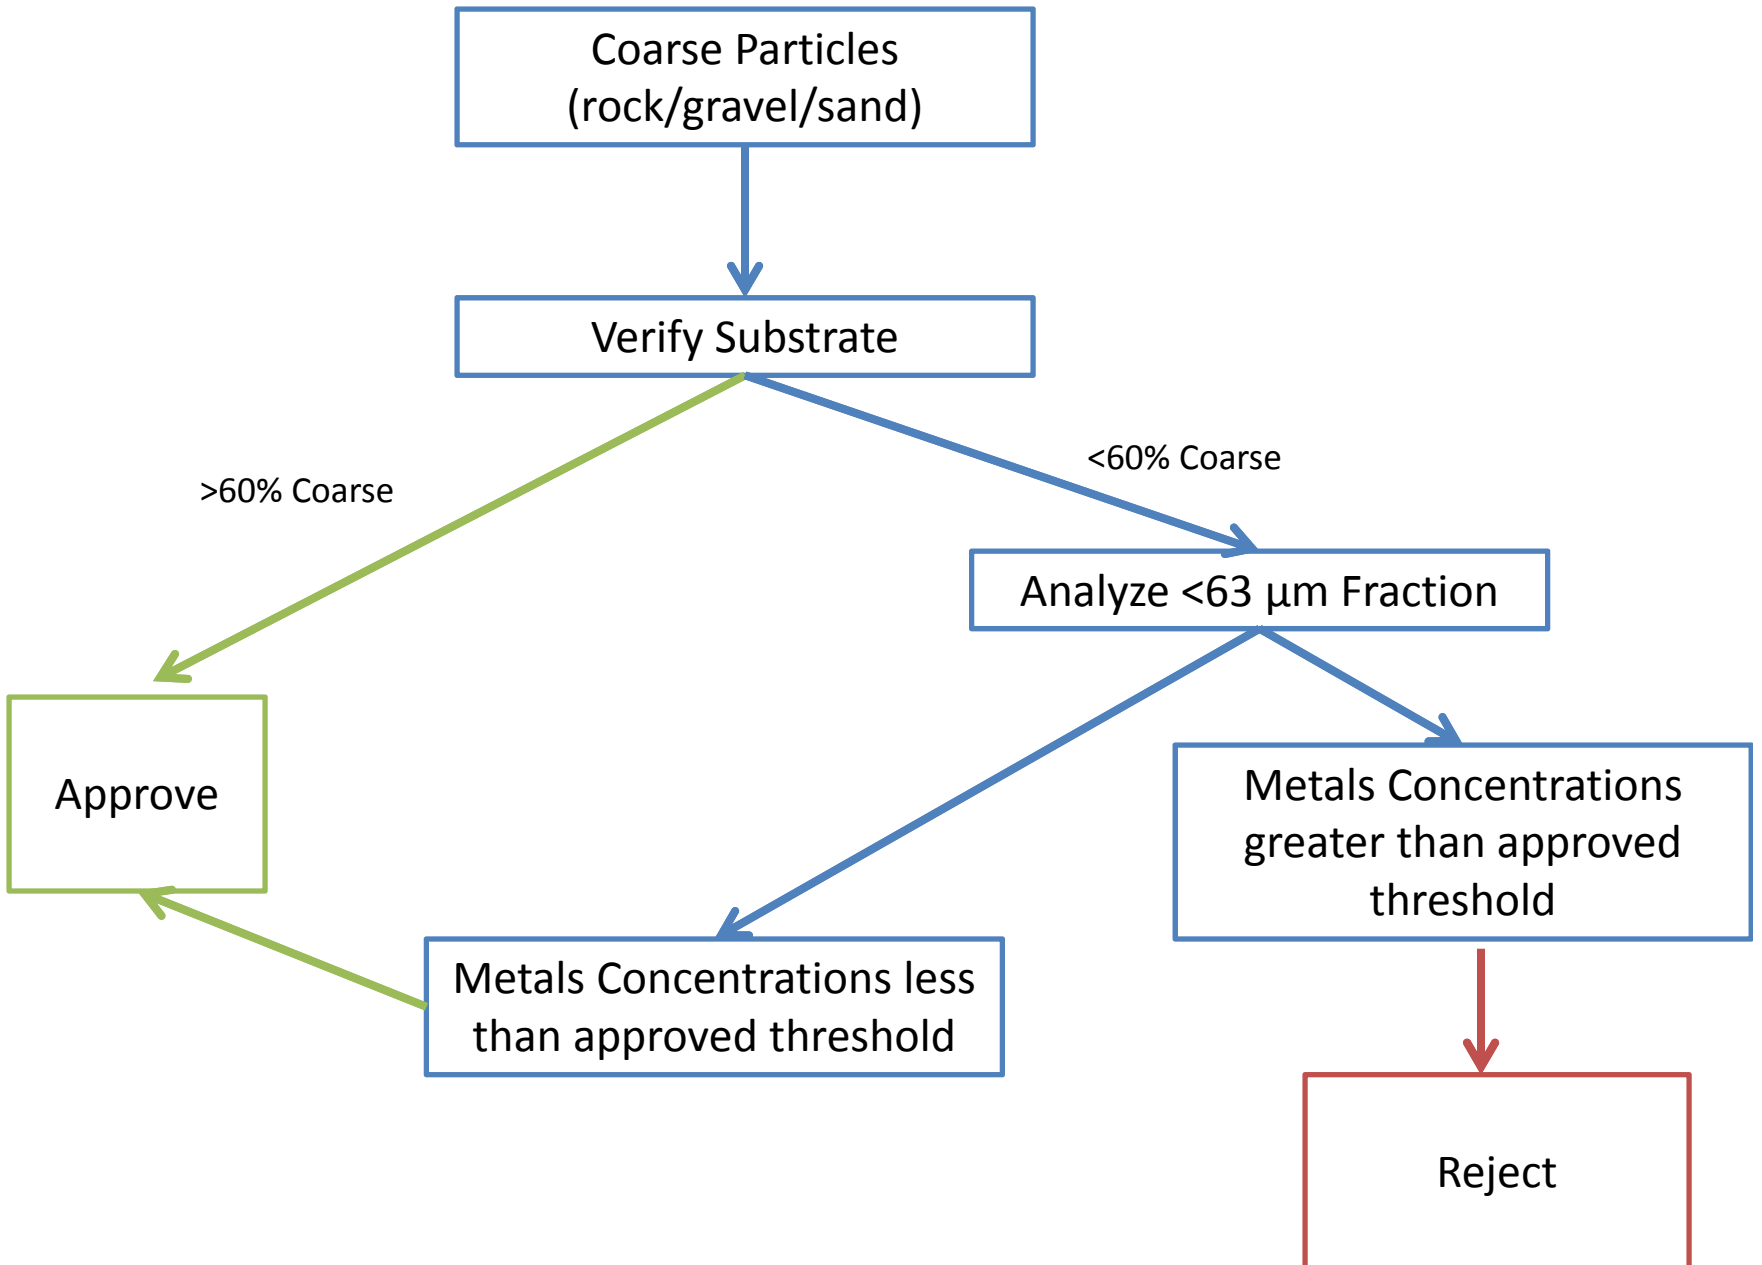 Coarse Particles
(rock/gravel/sand)
Verify Substrate
>60% Coarse
<60% Coarse
Analyze <63 μm Fraction
Approve
Metals Concentrations
greater than approved
threshold
Metals Concentrations less
than approved threshold
Reject